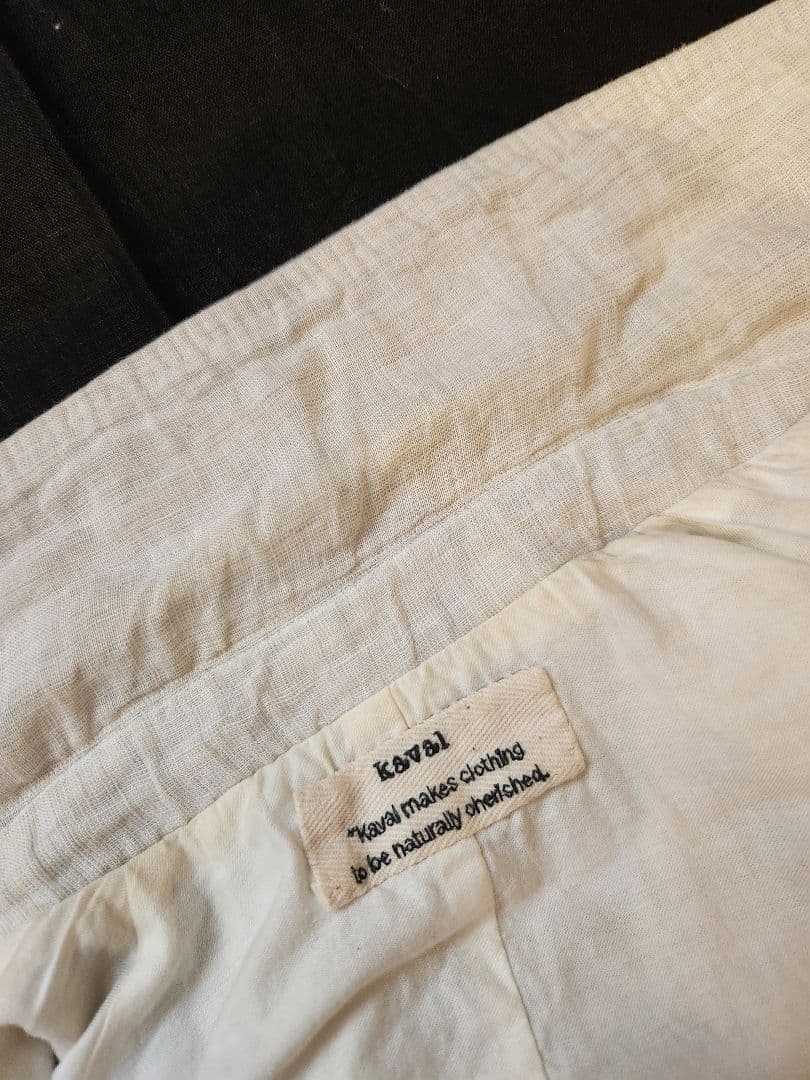 kaval
"Kaval makes clothing
to be naturally cherished.